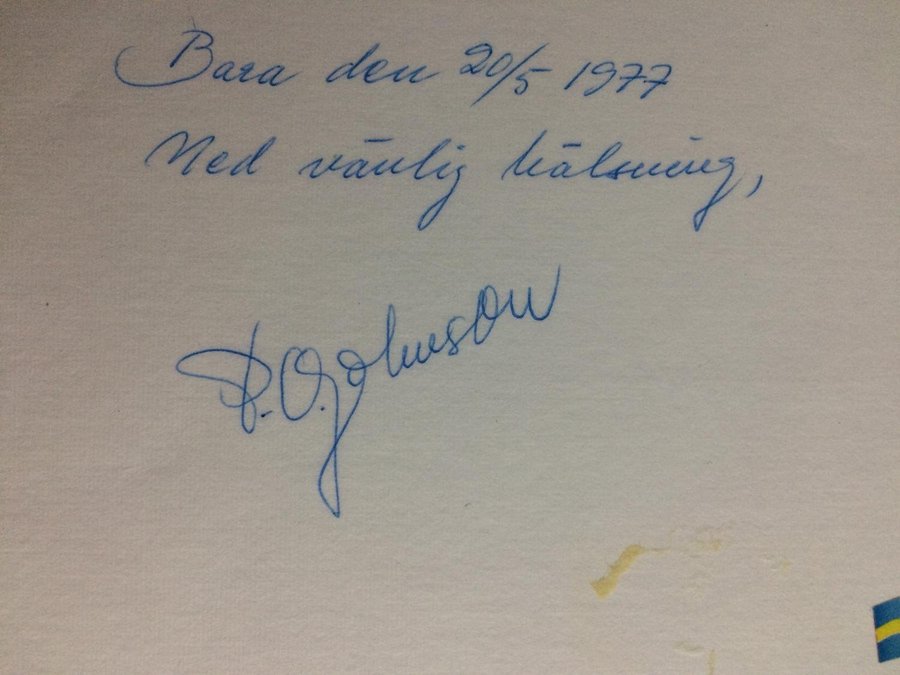 Bara den 20/5 1977
Med vänlig hälsning,
P.O. Johnson